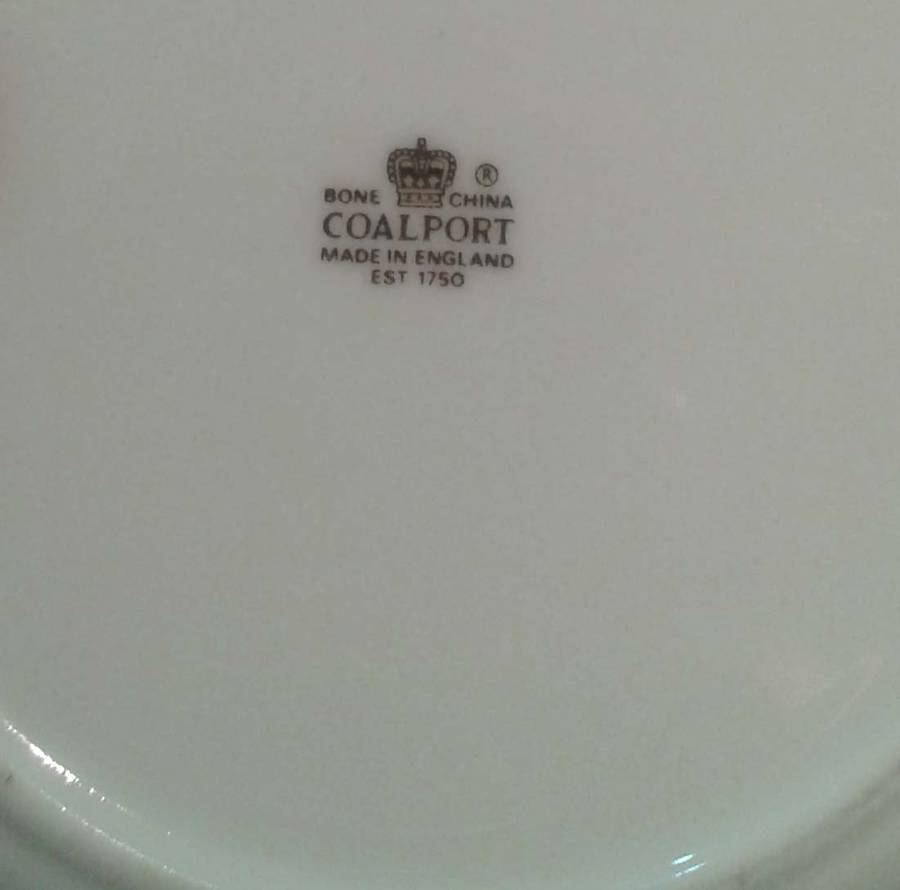 ®
BONE CHINA
COALPORT
MADE IN ENGLAND
EST 1750